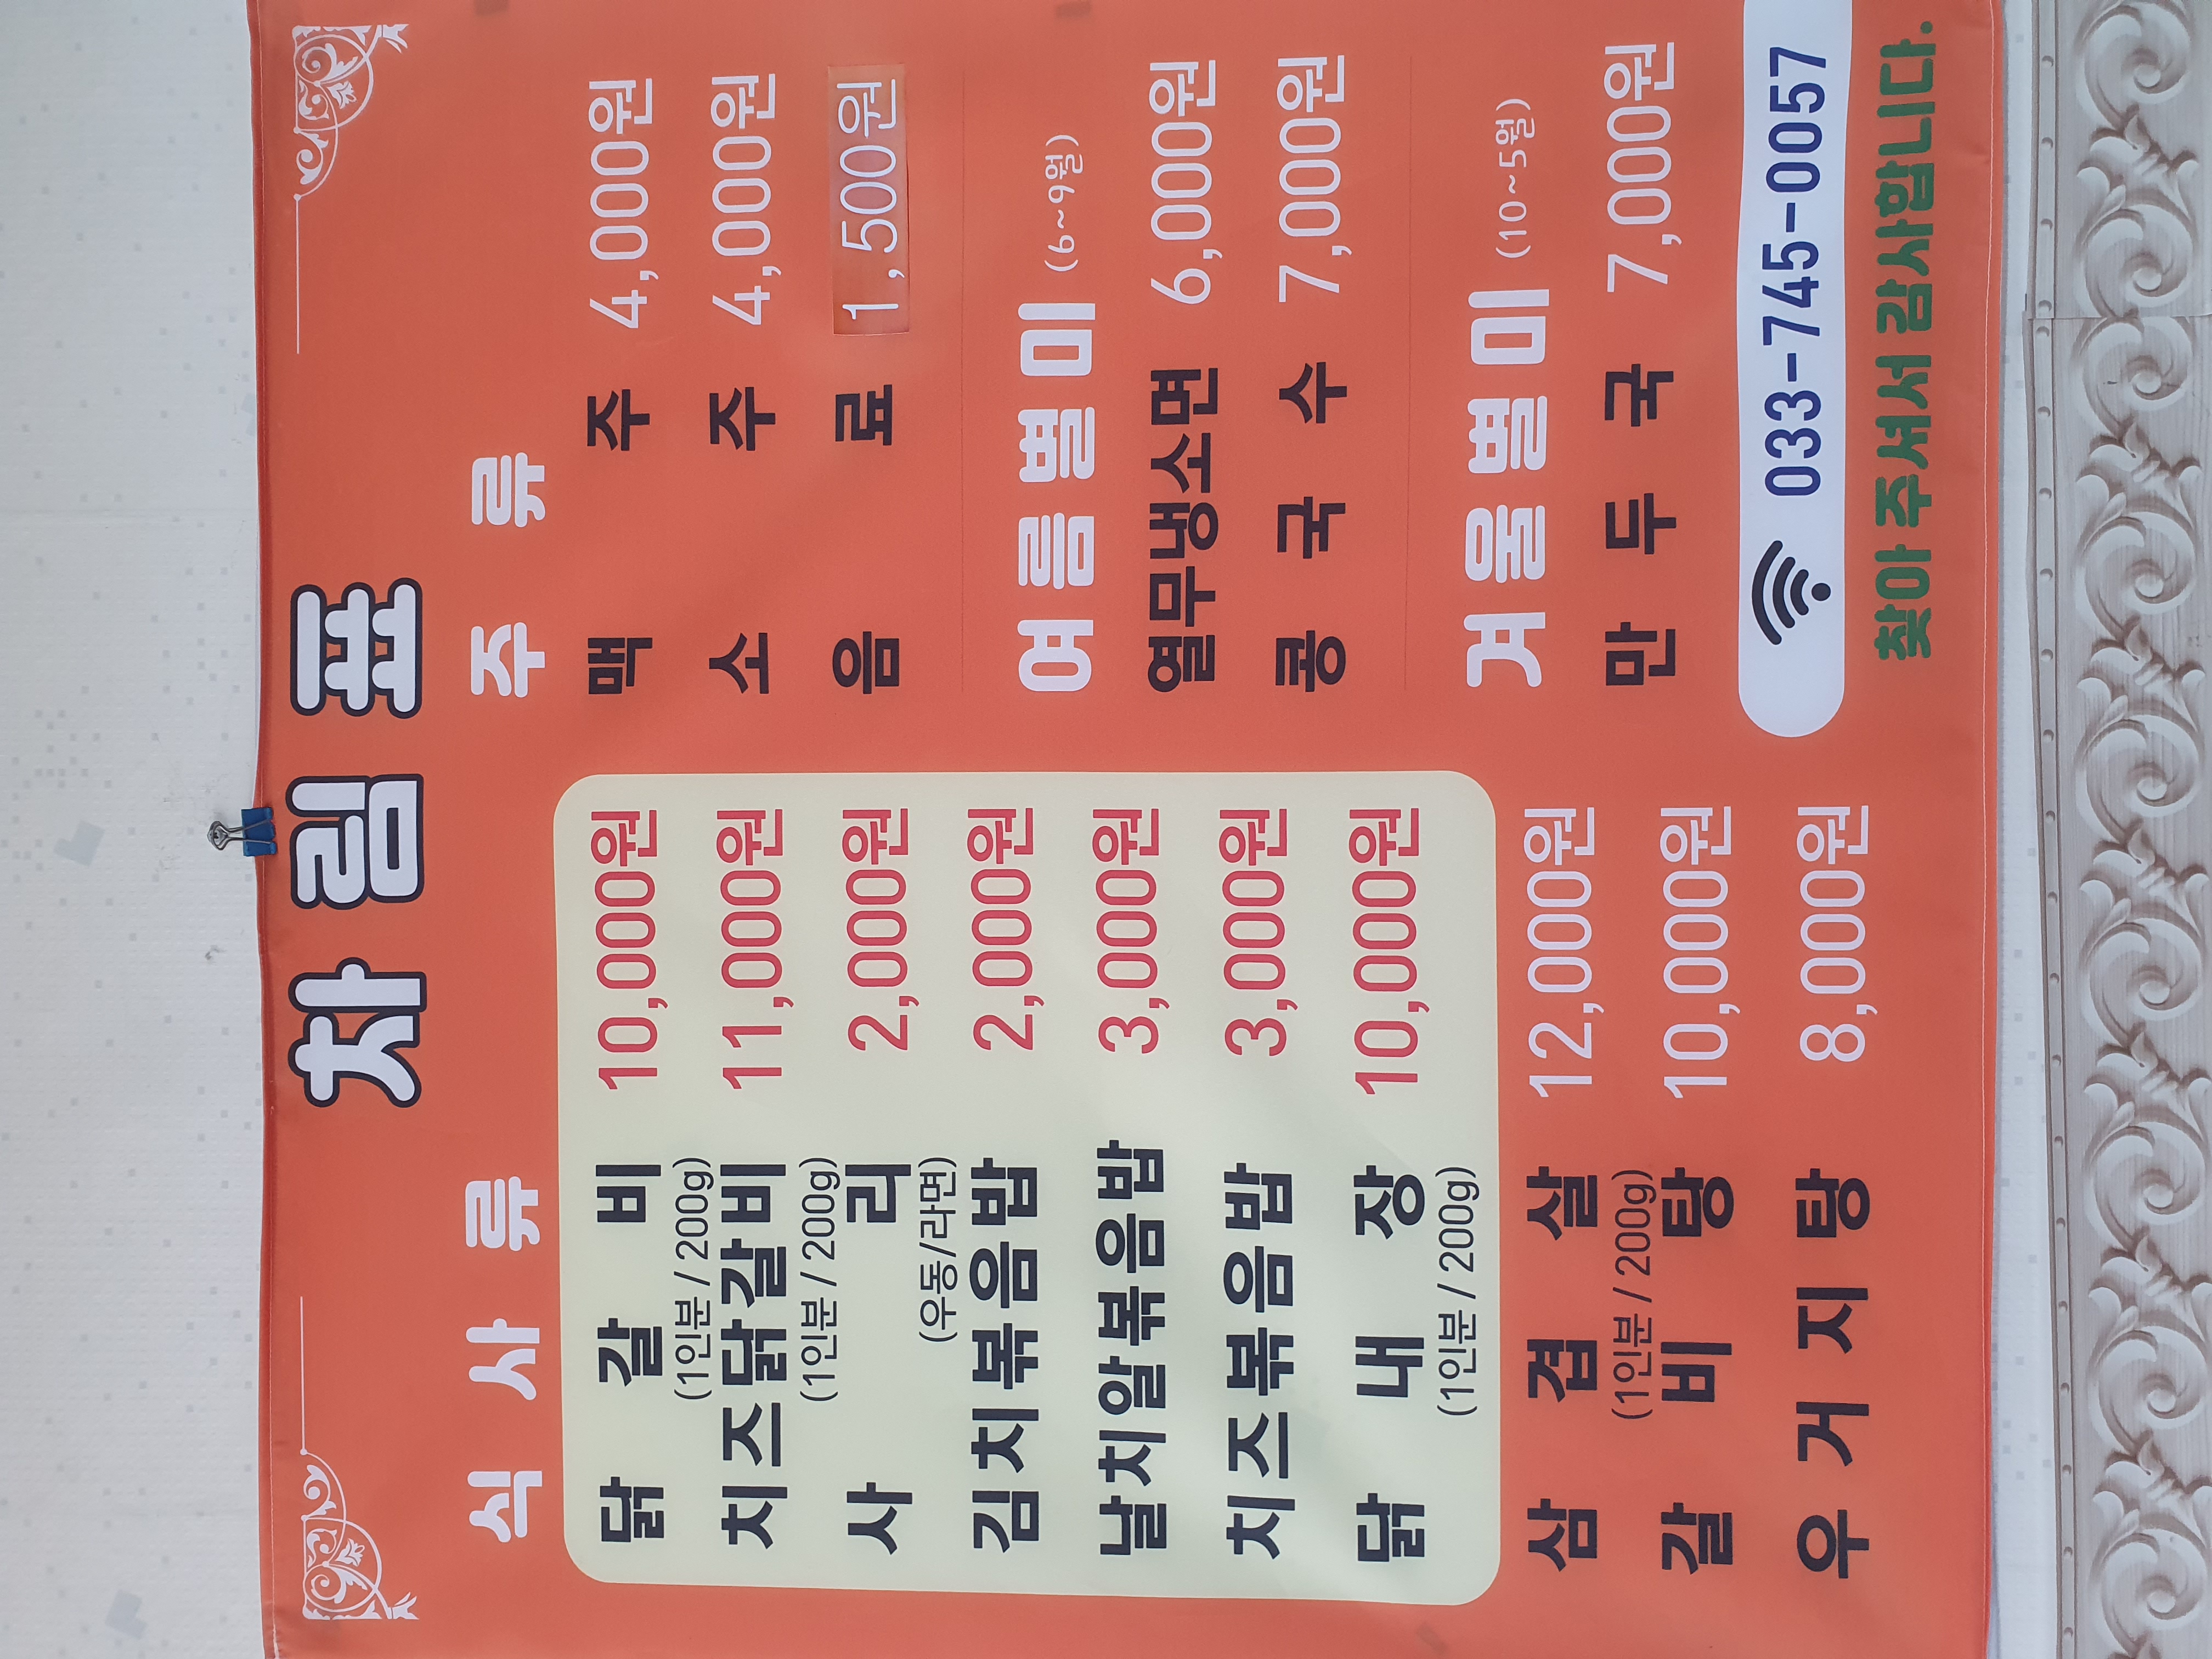 차림표
식사류
닭갈비 10,000원
(1인분 / 200g)
치즈닭갈비 11,000원
(1인분 / 200g)
사리 2,000원
(우동/라면)
김치볶음밥 2,000원
날치알볶음밥 3,000원
치즈볶음밥 3,000원
닭내장 10,000원
(1인분 / 200g)
삼겹살 12,000원
(1인분 / 200g)
갈비탕 10,000원
우거지탕 8,000원
주류
맥주 4,000원
소주 4,000원
음료 1,500원
여름별미 (6~9월)
열무냉소면 6,000원
콩국수 7,000원
겨울별미 (10~5월)
만두국 7,000원
033-745-0057
찾아 주셔서 감사합니다.